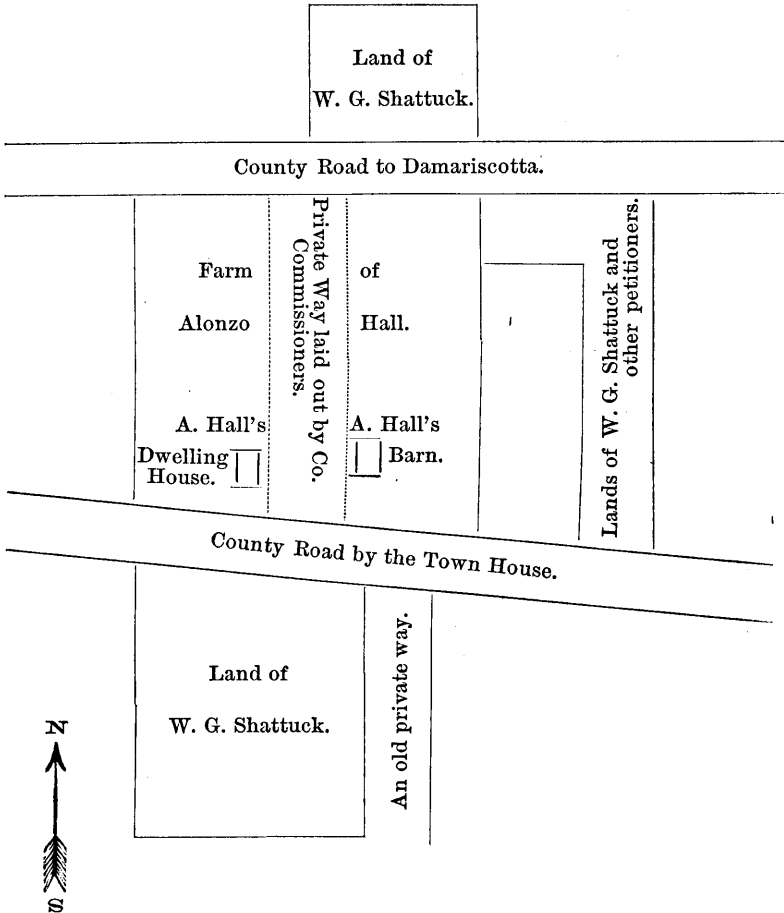 Land of
W. G. Shattuck.
County Road to Damariscotta.
Farm
of
Alonzo
Hall.
Private Way laid out by Co.
Commissioners.
A. Hall's
Dwelling
House.
A. Hall's
Barn.
Lands of W. G. Shattuck and
other petitioners.
County Road by the Town House.
Land of
W. G. Shattuck.
An old private way.
N
S